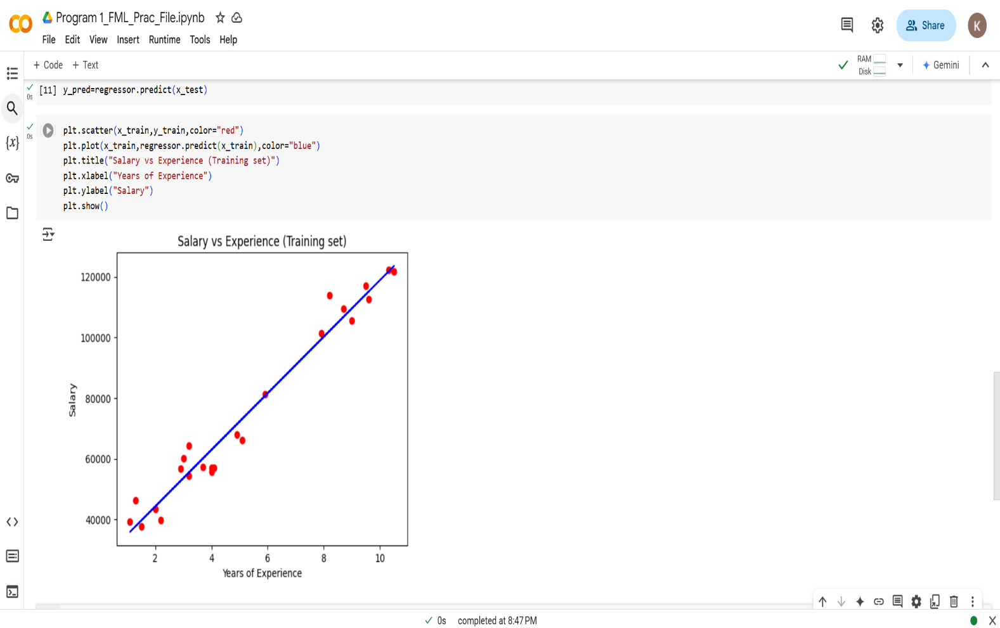 Program 1_FML_Prac_File.ipynb
File Edit View Insert Runtime Tools Help
Share
K
+ Code + Text
RAM
Disk
Gemini
0s
[11] y_pred=regressor.predict(x_test)
0s
plt.scatter(x_train,y_train,color="red")
plt.plot(x_train,regressor.predict(x_train),color="blue")
plt.title("Salary vs Experience (Training set)")
plt.xlabel("Years of Experience")
plt.ylabel("Salary")
plt.show()
{x}
Salary vs Experience (Training set)
120000
100000
80000
60000
40000
Salary
2 4 6 8 10
Years of Experience
0s completed at 8:47 PM